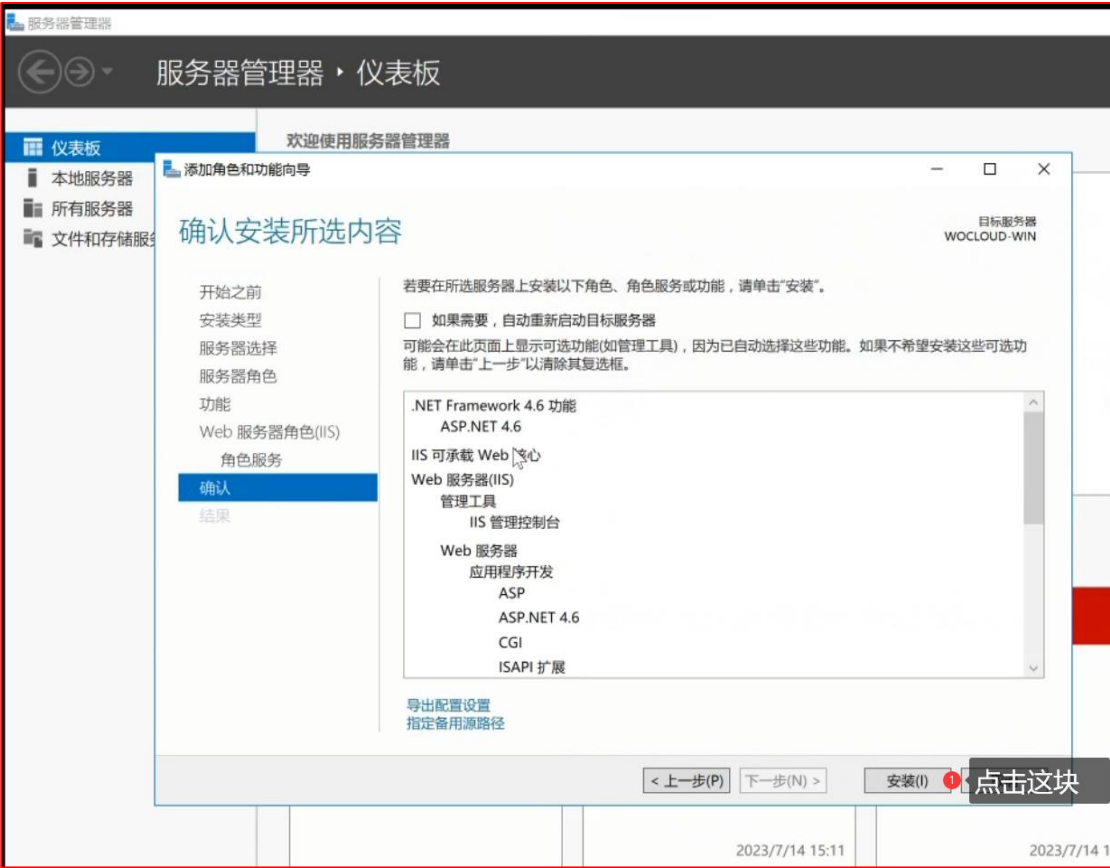 服务器管理器
服务器管理器 ‣ 仪表板
仪表板
本地服务器
所有服务器
文件和存储服务
欢迎使用服务器管理器
添加角色和功能向导
确认安装所选内容
目标服务器
WOCLOUD-WIN
开始之前
安装类型
服务器选择
服务器角色
功能
Web 服务器角色(IIS)
角色服务
确认
结果
若要在所选服务器上安装以下角色、角色服务或功能，请单击“安装”。
如果需要，自动重新启动目标服务器
可能会在此页面上显示可选功能(如管理工具)，因为已自动选择这些功能。如果不希望安装这些可选功
能，请单击“上一步”以清除其复选框。
.NET Framework 4.6 功能
ASP.NET 4.6
IIS 可承载 Web 核心
Web 服务器(IIS)
管理工具
IIS 管理控制台
Web 服务器
应用程序开发
ASP
ASP.NET 4.6
CGI
ISAPI 扩展
导出配置设置
指定备用源路径
< 上一步(P)
下一步(N) >
安装(I)
1
点击这块
2023/7/14 15:11
2023/7/14 1